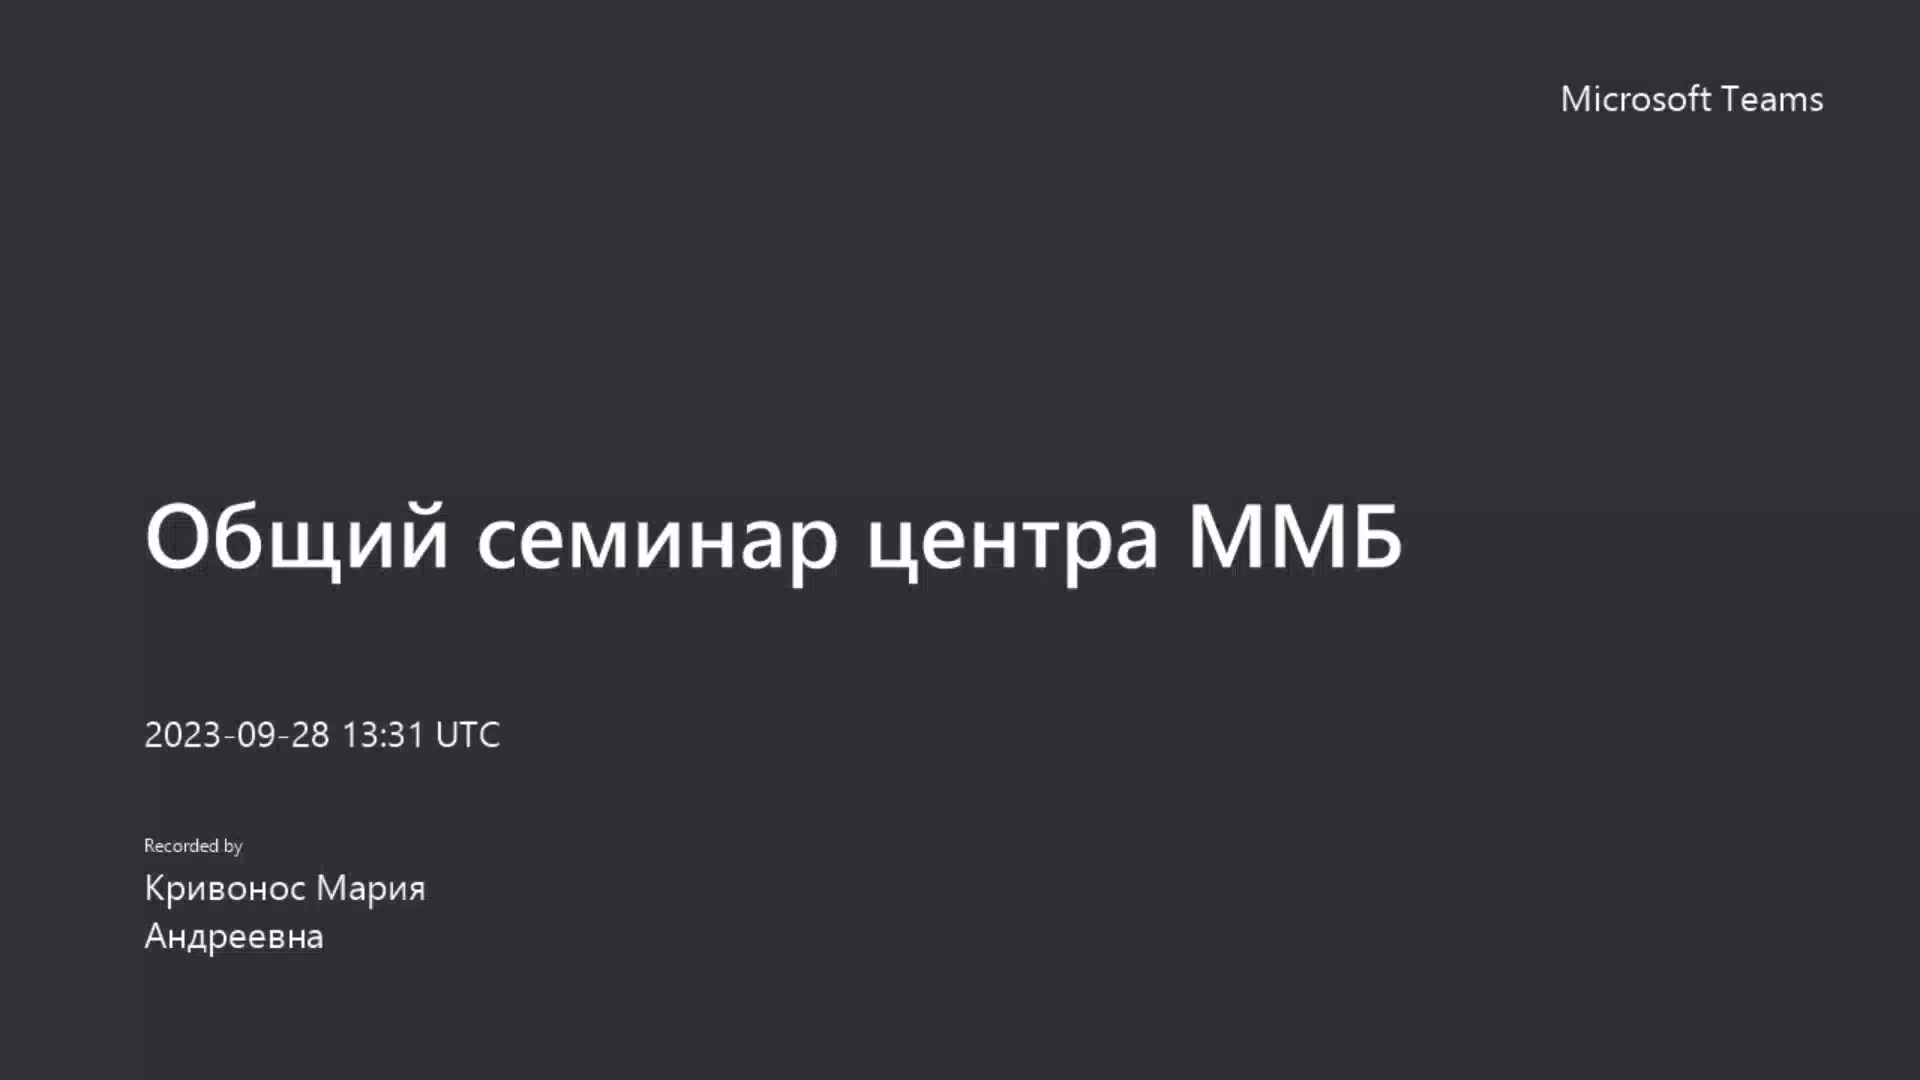 Microsoft Teams
Общий семинар центра ММБ
2023-09-28 13:31 UTC
Recorded by
Кривонос Мария
Андреевна